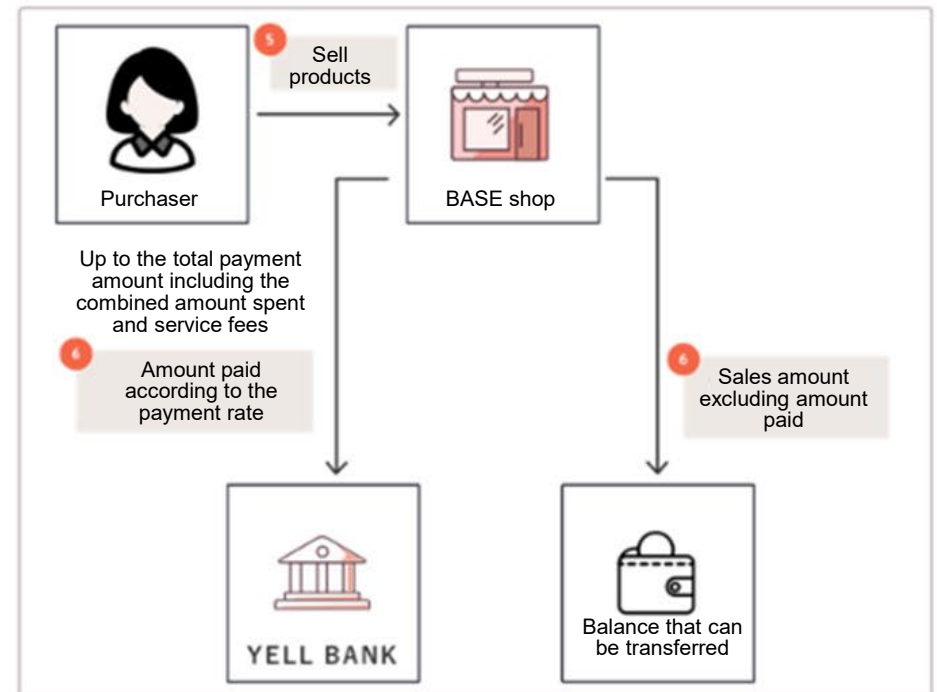 5
Sell
products
Purchaser
BASE shop
Up to the total payment
amount including the
combined amount spent
and service fees
6
Amount paid
according to the
payment rate
6
Sales amount
excluding amount
paid
YELL BANK
Balance that can
be transferred